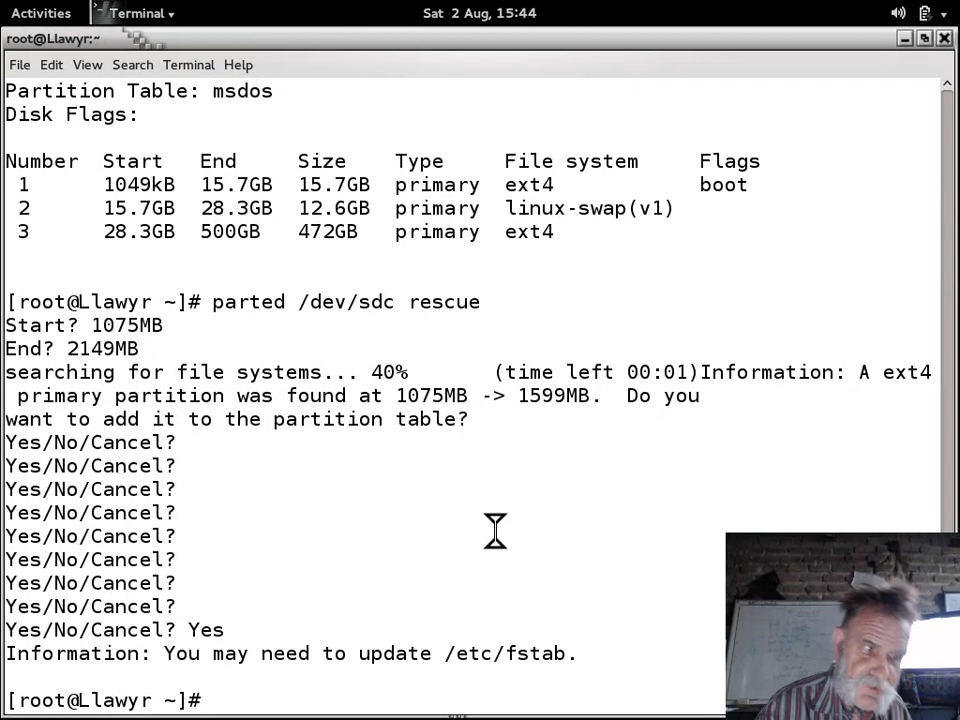 Activities Terminal Sat 2 Aug, 15:44
root@Llawyr:~
File Edit View Search Terminal Help
Partition Table: msdos
Disk Flags:
Number Start End Size Type File system Flags
1 1049kB 15.7GB 15.7GB primary ext4 boot
2 15.7GB 28.3GB 12.6GB primary linux-swap(v1)
3 28.3GB 500GB 472GB primary ext4
[root@Llawyr ~]# parted /dev/sdc rescue
Start? 1075MB
End? 2149MB
searching for file systems... 40% (time left 00:01)Information: A ext4
primary partition was found at 1075MB -> 1599MB. Do you
want to add it to the partition table?
Yes/No/Cancel?
Yes/No/Cancel?
Yes/No/Cancel?
Yes/No/Cancel?
Yes/No/Cancel?
Yes/No/Cancel?
Yes/No/Cancel?
Yes/No/Cancel?
Yes/No/Cancel? Yes
Information: You may need to update /etc/fstab.
[root@Llawyr ~]#